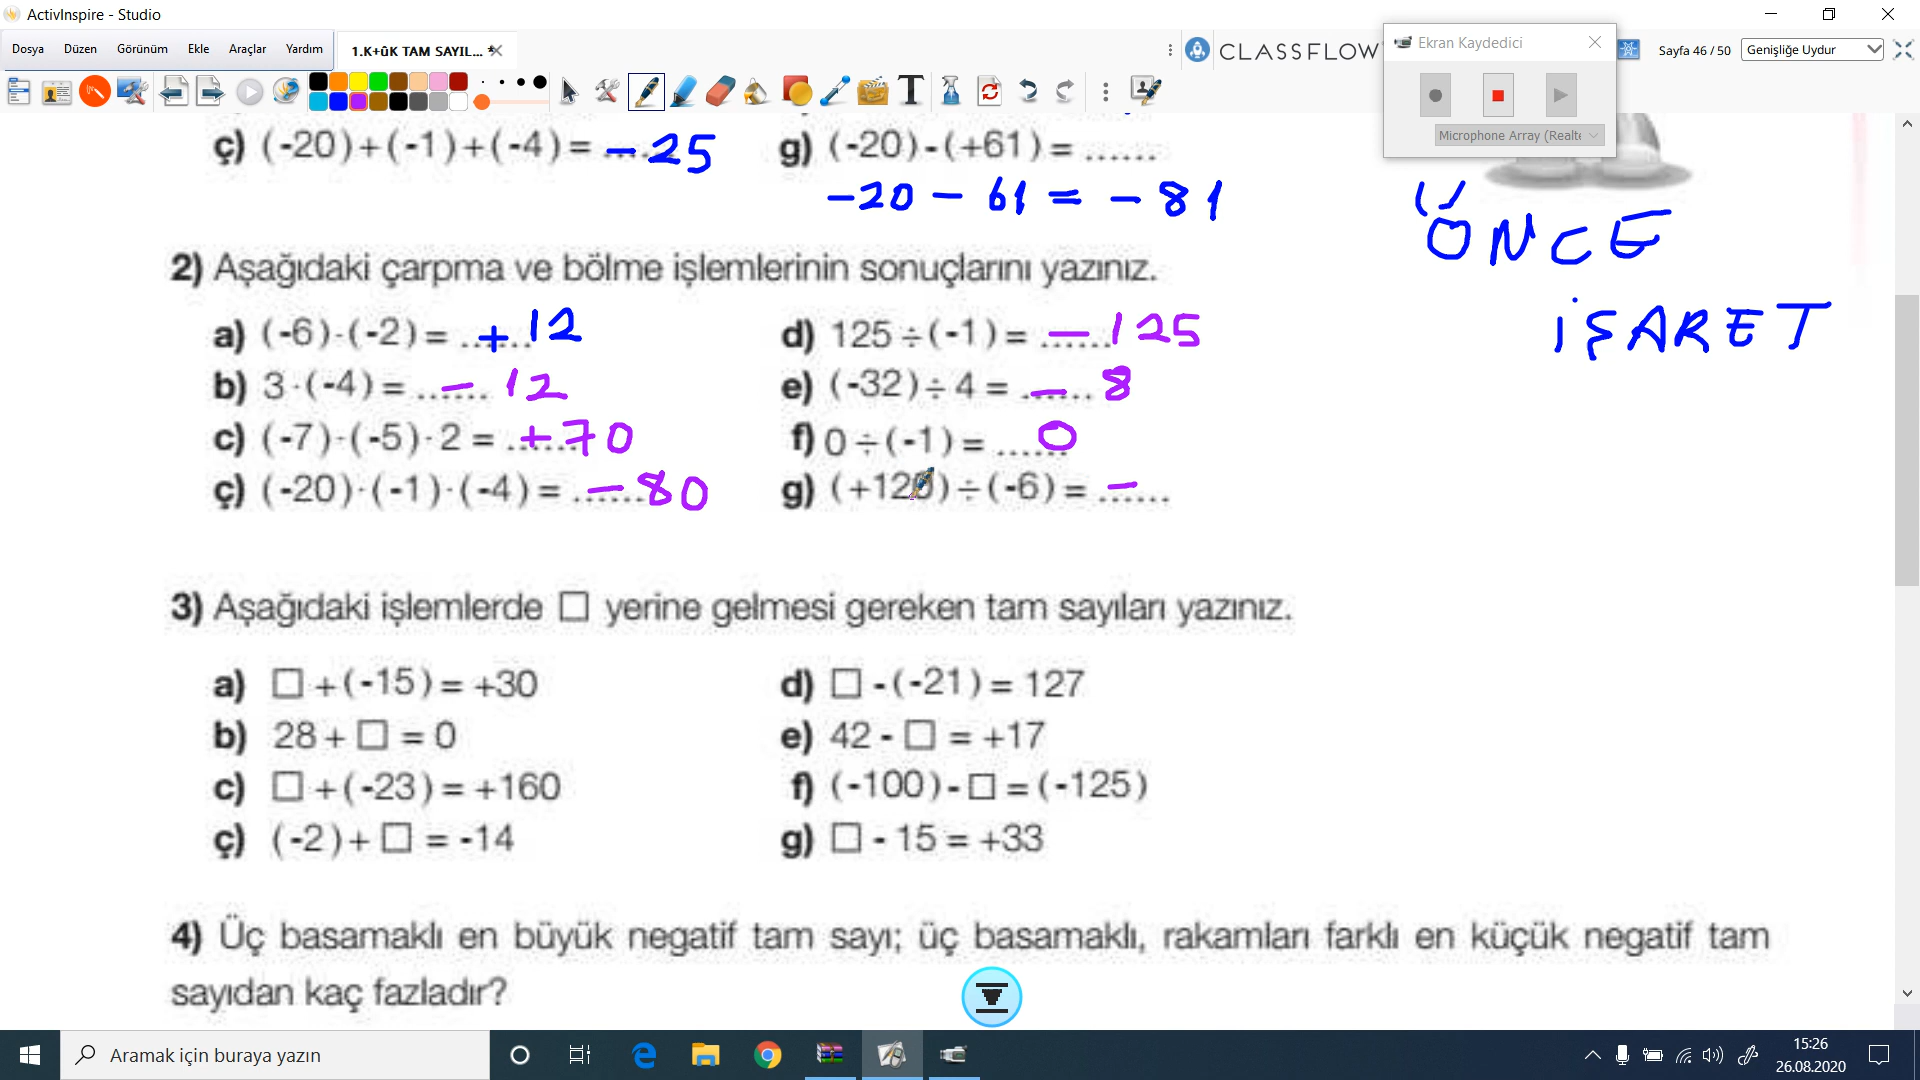 ActivInspire - Studio
Dosya Düzen Görünüm Ekle Araçlar Yardım
1.K+ûK TAM SAYIL... *
CLASSFLOW
Ekran Kaydedici
Microphone Array (Realte
Sayfa 46 / 50
Genişliğe Uydur
ç) (-20)+(-1)+(-4) = ...... -25
g) (-20)-(+61) = ......
-20 - 61 = - 81
ÖNCE
İŞARET
2) Aşağıdaki çarpma ve bölme işlemlerinin sonuçlarını yazınız.
a) (-6)·(-2) = ...... +12
b) 3·(-4) = ...... - 12
c) (-7)·(-5)·2 = ...... +70
ç) (-20)·(-1)·(-4) = ...... -80
d) 125÷(-1) = ...... -125
e) (-32)÷4 = ...... - 8
f) 0÷(-1) = ...... 0
g) (+120)÷(-6) = ...... -
3) Aşağıdaki işlemlerde □ yerine gelmesi gereken tam sayıları yazınız.
a) □+(-15) = +30
b) 28+□ = 0
c) □+(-23) = +160
ç) (-2)+□ = -14
d) □-(-21) = 127
e) 42-□ = +17
f) (-100)-□ = (-125)
g) □-15 = +33
4) Üç basamaklı en büyük negatif tam sayı; üç basamaklı, rakamları farklı en küçük negatif tam
sayıdan kaç fazladır?
Aramak için buraya yazın
15:26
26.08.2020